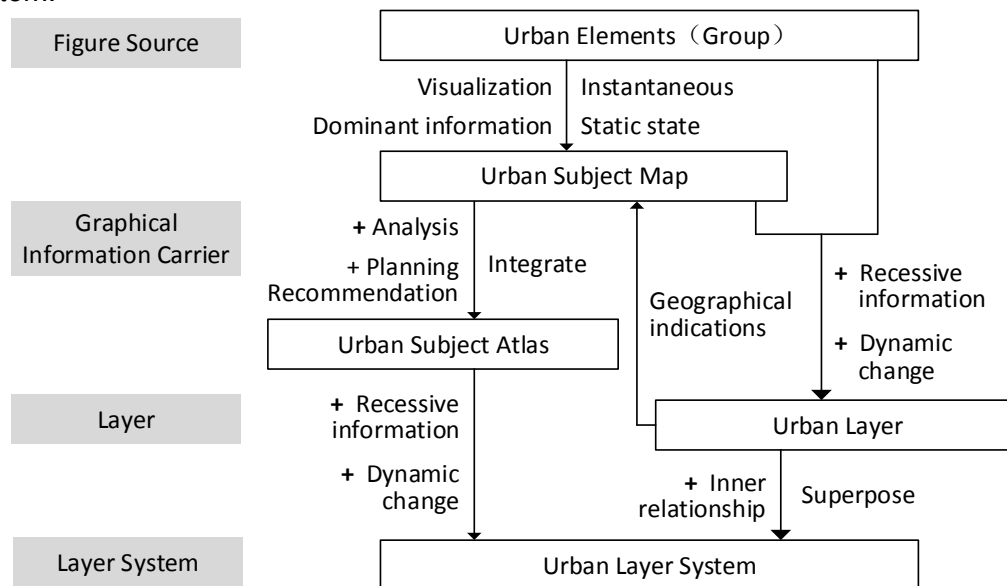 Figure Source
Urban Elements（Group）
Visualization
Instantaneous
Dominant information
Static state
Urban Subject Map
Graphical
Information Carrier
+ Analysis
+ Planning
Recommendation
Integrate
Geographical
indications
+ Recessive
information
+ Dynamic
change
Urban Subject Atlas
Layer
+ Recessive
information
+ Dynamic
change
Urban Layer
+ Inner
relationship
Superpose
Layer System
Urban Layer System